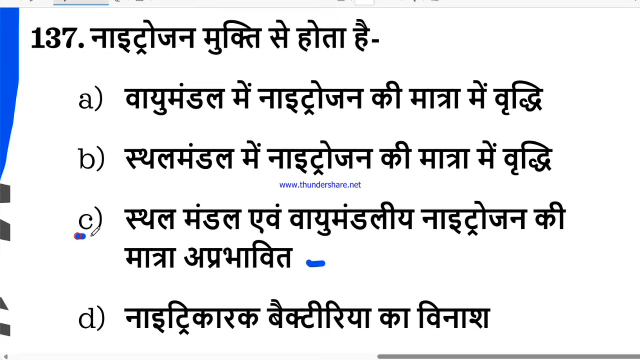 137. नाइट्रोजन मुक्ति से होता है-
a) वायुमंडल में नाइट्रोजन की मात्रा में वृद्धि
b) स्थलमंडल में नाइट्रोजन की मात्रा में वृद्धि
www.thundershare.net
c) स्थल मंडल एवं वायुमंडलीय नाइट्रोजन की
मात्रा अप्रभावित
d) नाइट्रिकारक बैक्टीरिया का विनाश